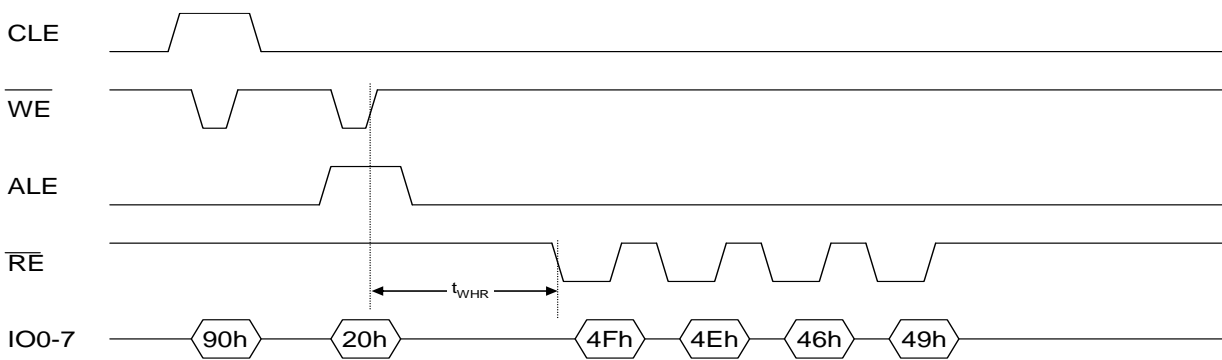 CLE
WE
ALE
RE
tWHR
IO0-7 90h 20h 4Fh 4Eh 46h 49h